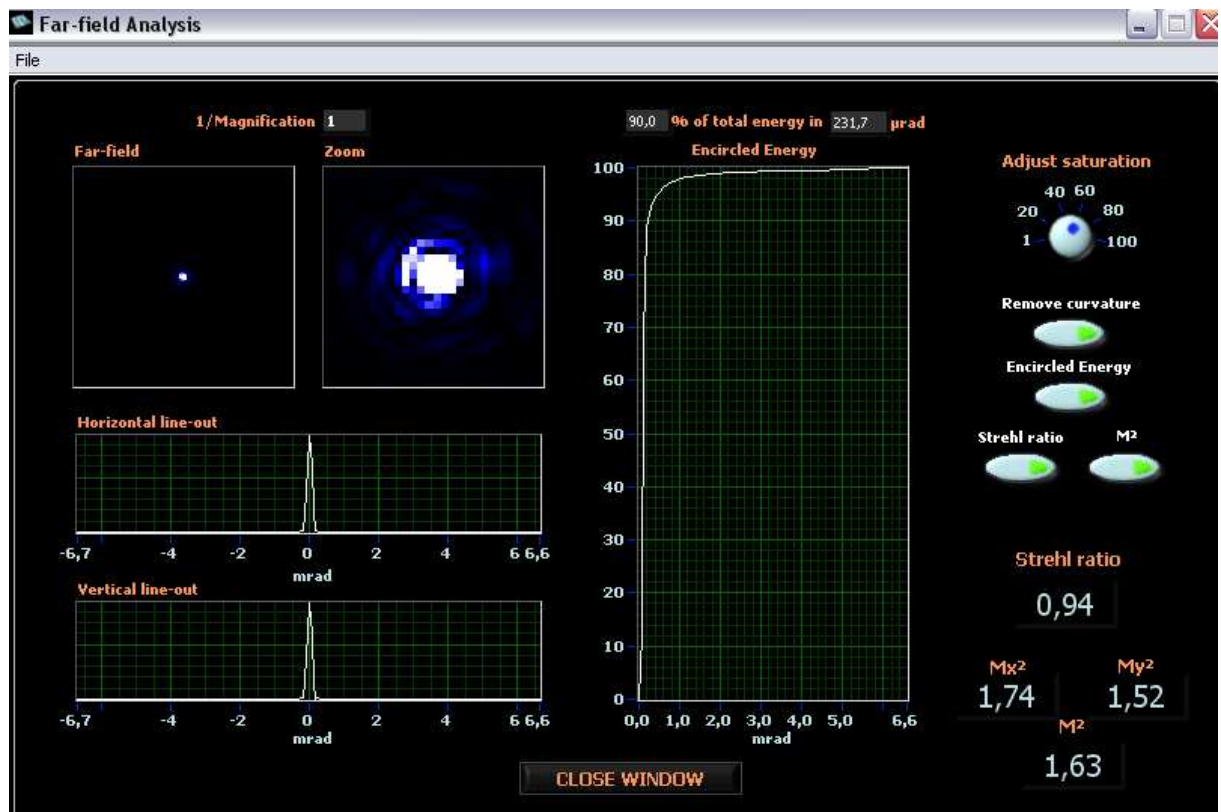 Far-field Analysis
File
1/Magnification 1
90,0 % of total energy in 231,7 µrad
Far-field
Zoom
Encircled Energy
100
90
80
70
60
50
40
30
20
10
0
0,0 1,0 2,0 3,0 4,0 5,0 6,6
mrad
Horizontal line-out
-6,7 -4 -2 0 2 4 6 6,6
mrad
Vertical line-out
-6,7 -4 -2 0 2 4 6 6,6
mrad
Adjust saturation
40 60
20 80
1 100
Remove curvature
Encircled Energy
Strehl ratio M²
Strehl ratio
0,94
Mx² My²
1,74 1,52
M²
1,63
CLOSE WINDOW